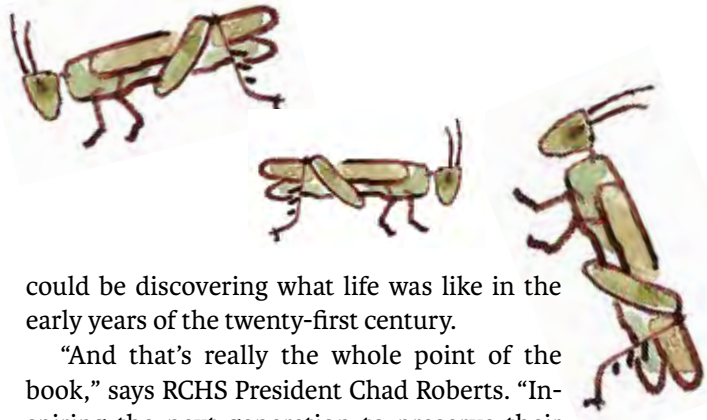 could be discovering what life was like in the
early years of the twenty-first century.
“And that’s really the whole point of the
book,” says RCHS President Chad Roberts. “In-
spiring the next generation to preserve their